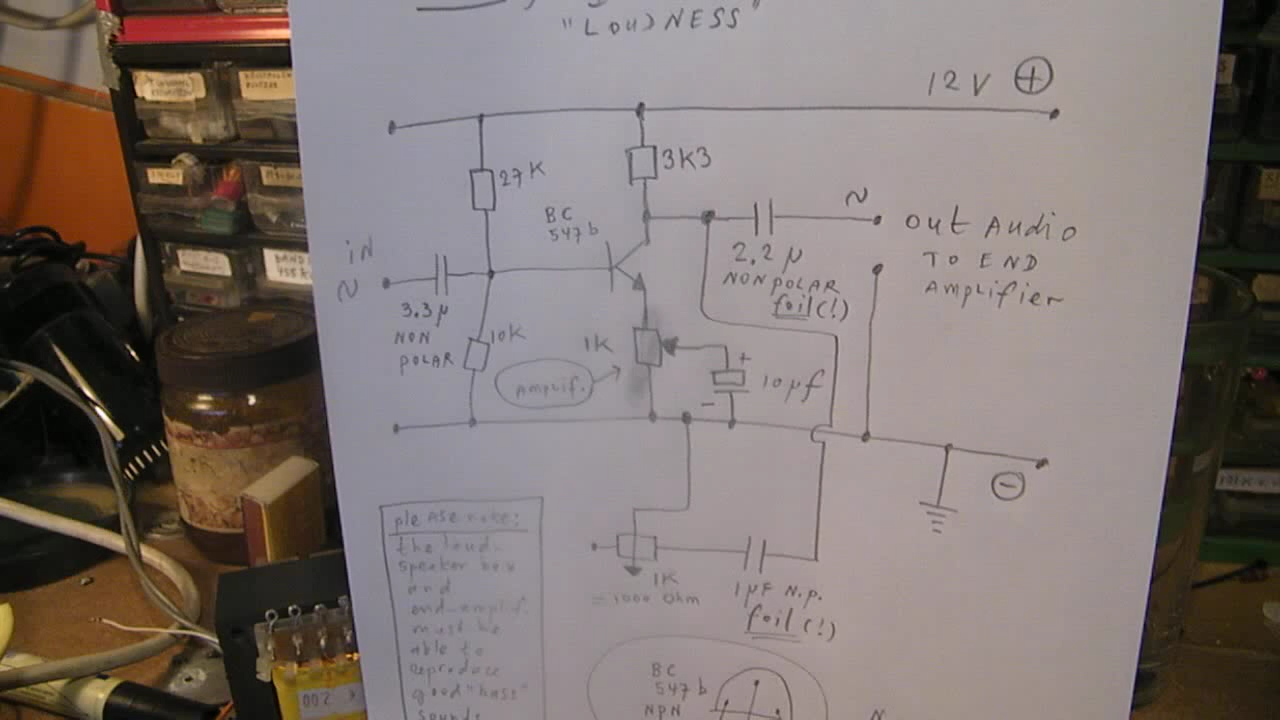 "LOUDNESS"
12V +
27K
3K3
BC
547b
IN
~
3.3µ
NON
POLAR
10K
1K
Amplif.
~
2.2µ
NONPOLAR
foil(!)
+
10µf
-
out Audio
TO END
Amplifier
-
1K
=1000 Ohm
1µF N.p.
foil(!)
pleASE note:
the loud-
speaker box
and
end-amplif.
must be
able to
reproduce
good "bass"
sounds
BC
547b
NPN